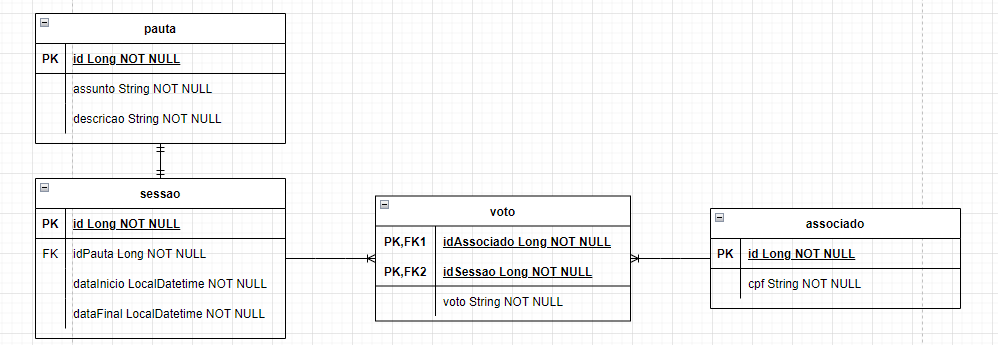 pauta
PK id Long NOT NULL
assunto String NOT NULL
descricao String NOT NULL
sessao
PK id Long NOT NULL
FK idPauta Long NOT NULL
dataInicio LocalDatetime NOT NULL
dataFinal LocalDatetime NOT NULL
voto
PK,FK1 idAssociado Long NOT NULL
PK,FK2 idSessao Long NOT NULL
voto String NOT NULL
associado
PK id Long NOT NULL
cpf String NOT NULL